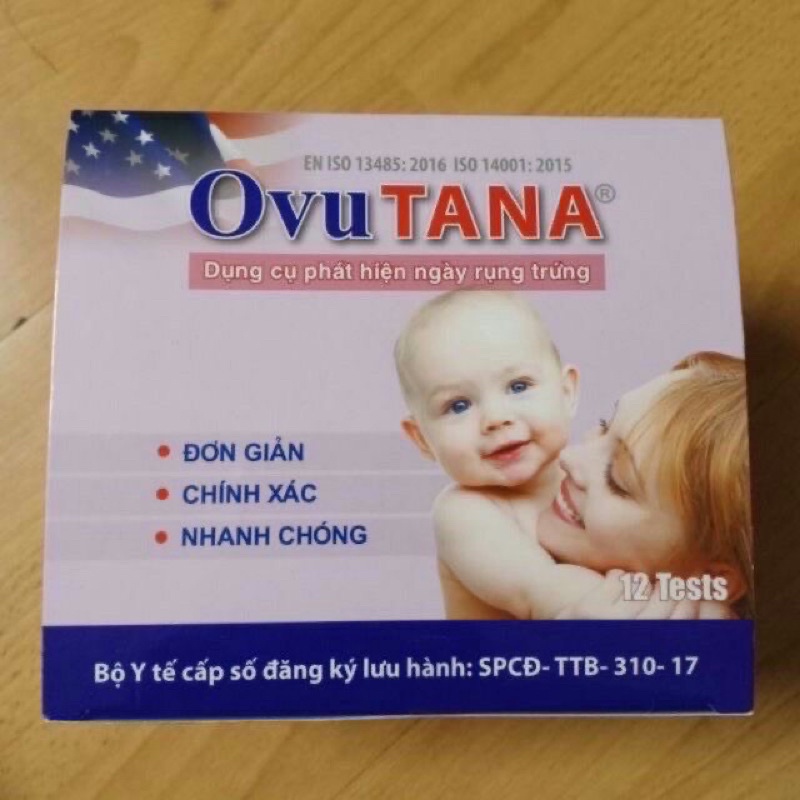 EN ISO 13485: 2016 ISO 14001: 2015
OvuTANA®
Dụng cụ phát hiện ngày rụng trứng
• ĐƠN GIẢN
• CHÍNH XÁC
• NHANH CHÓNG
12 Tests
Bộ Y tế cấp số đăng ký lưu hành: SPCĐ- TTB- 310- 17